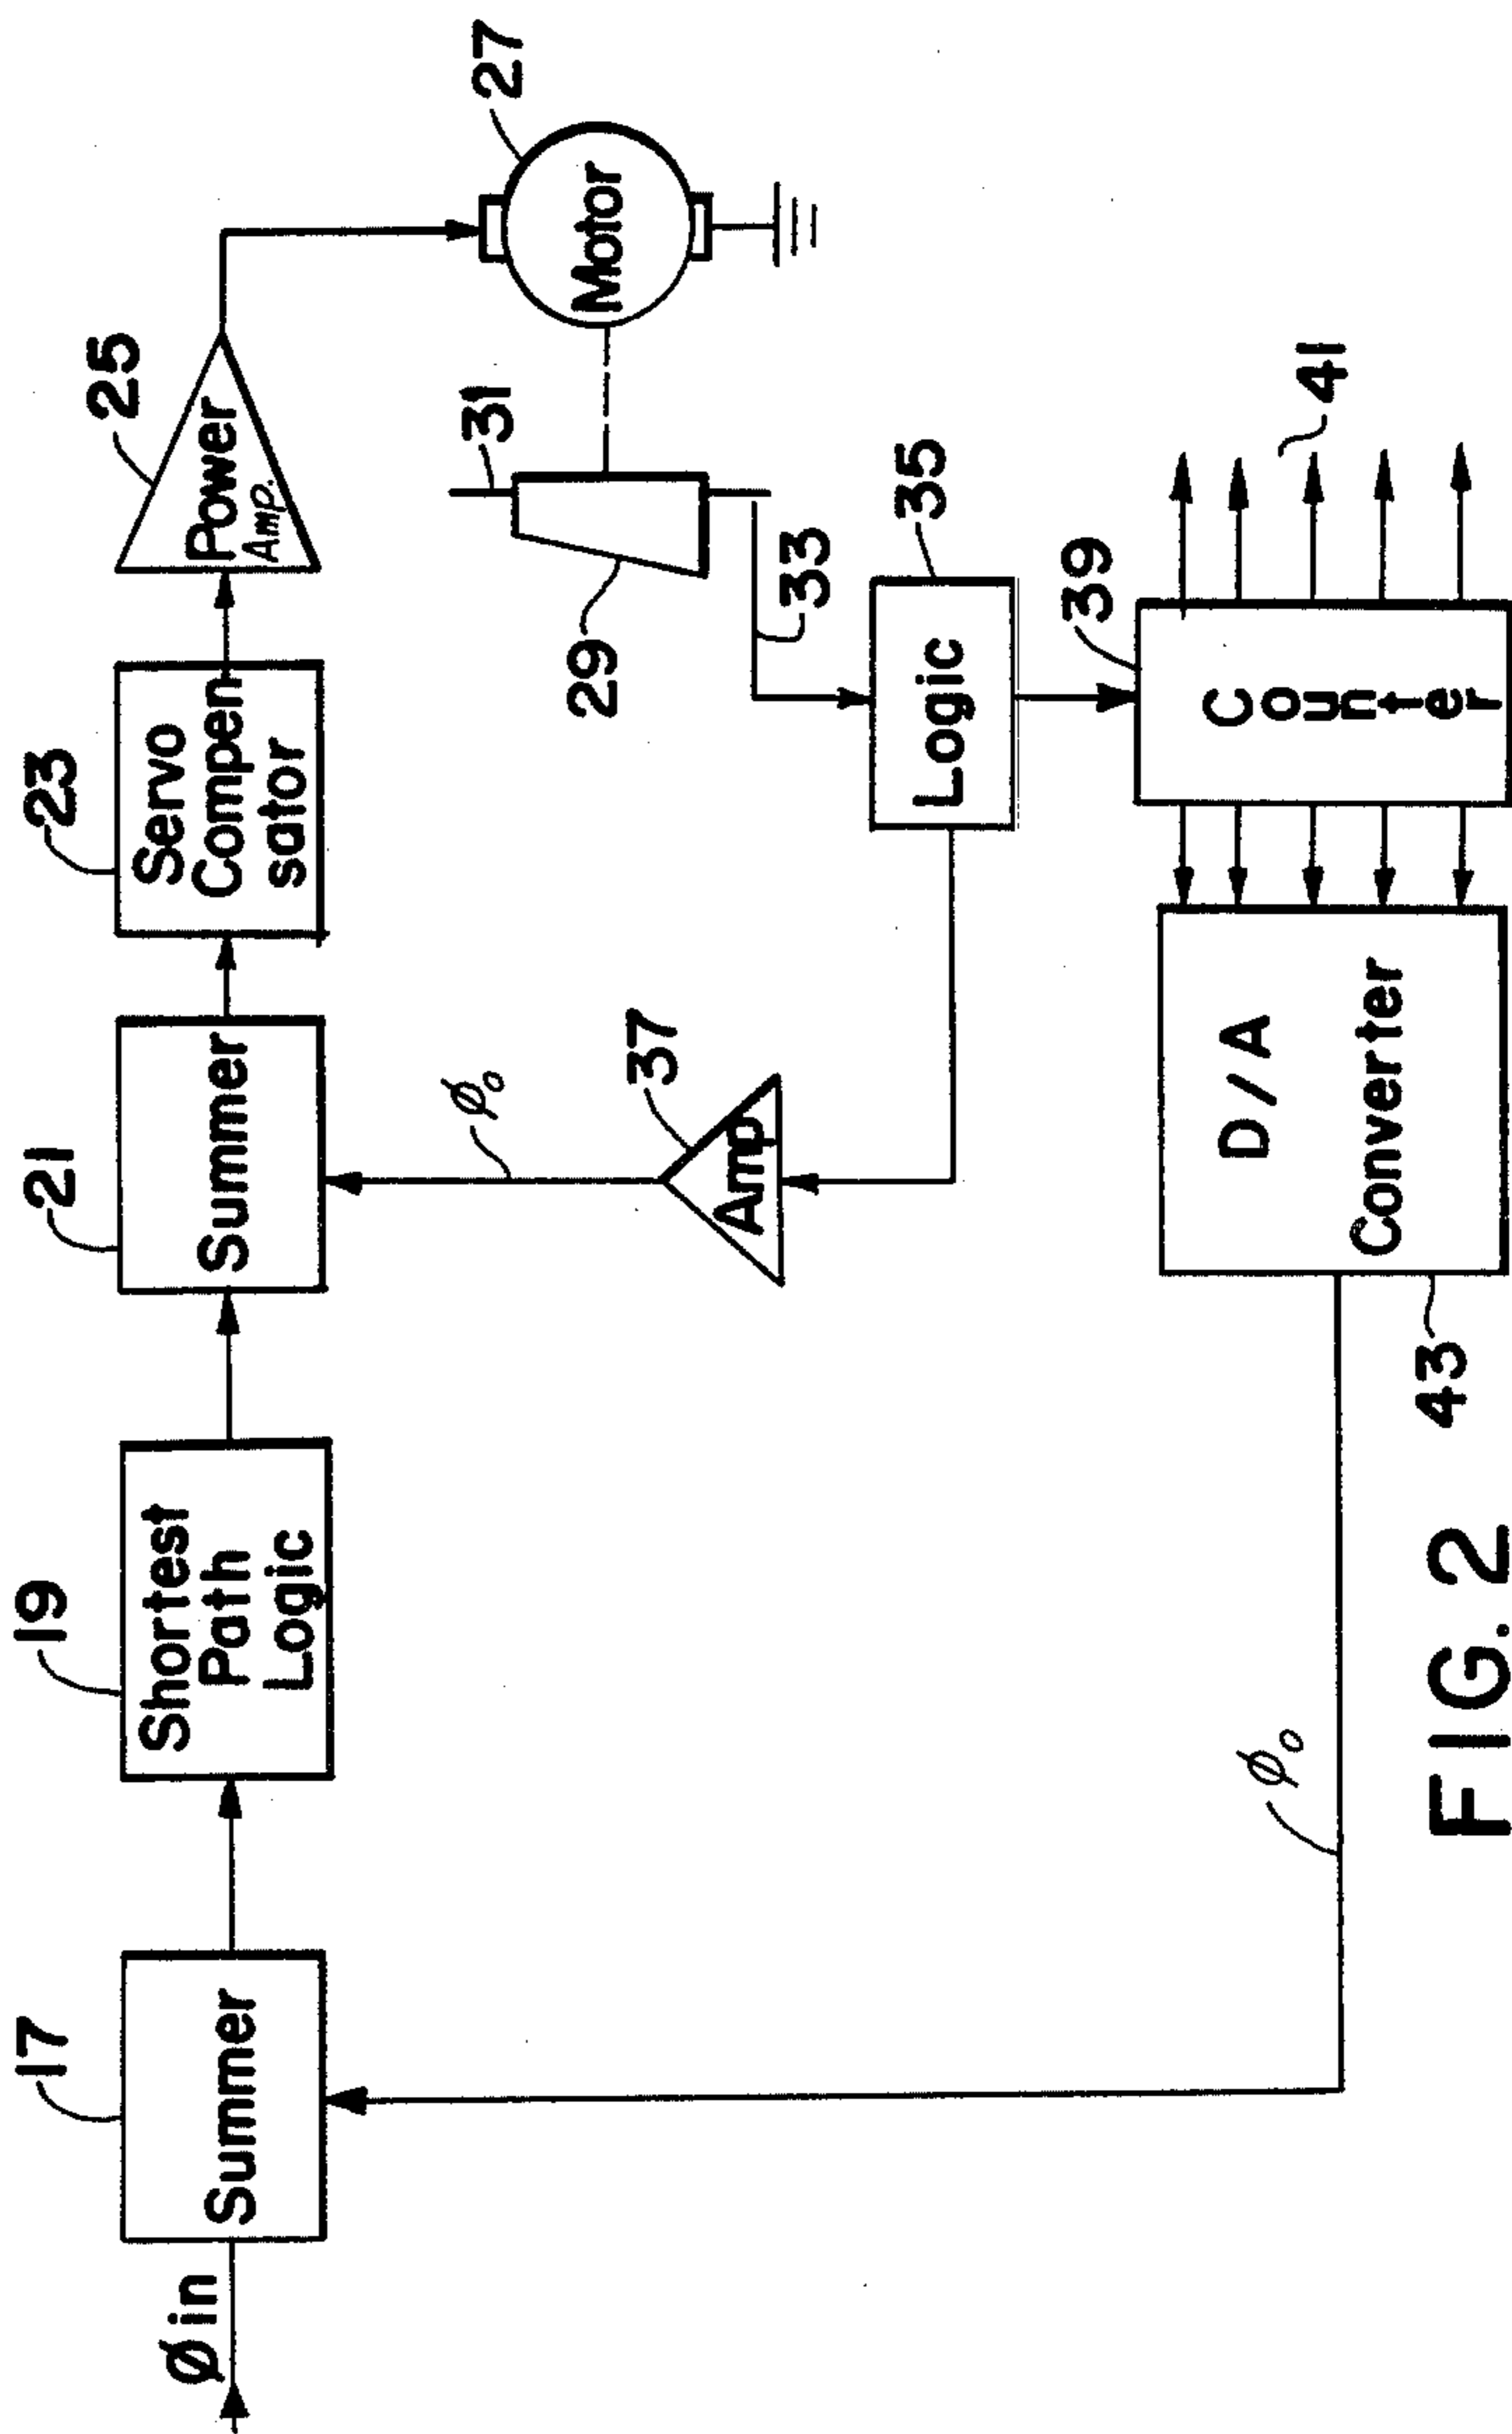 17
19
21
23
25
27
Øin
Summer
Shortest
Path
Logic
Summer
Servo
Compen
sator
Power
Amp.
Motor
31
29
33
ϕo
37
Amp
35
Logic
39
Counter
41
D/A
Converter
43
ϕo
FIG. 2